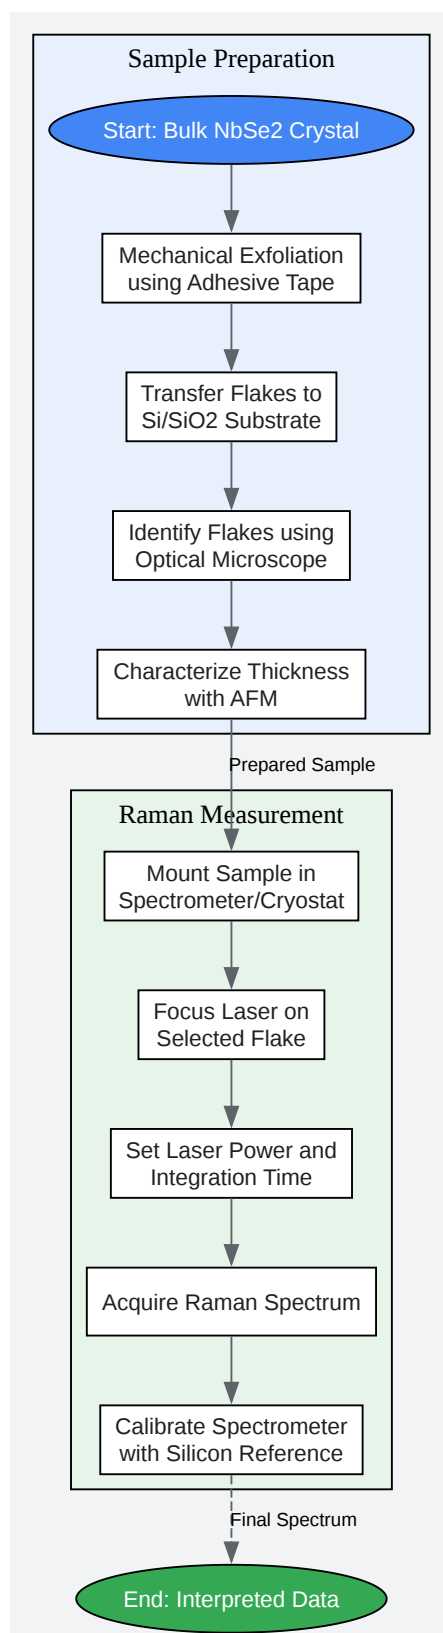 Sample Preparation
Start: Bulk NbSe2 Crystal
Mechanical Exfoliation
using Adhesive Tape
Transfer Flakes to
Si/SiO2 Substrate
Identify Flakes using
Optical Microscope
Characterize Thickness
with AFM
Prepared Sample
Raman Measurement
Mount Sample in
Spectrometer/Cryostat
Focus Laser on
Selected Flake
Set Laser Power and
Integration Time
Acquire Raman Spectrum
Calibrate Spectrometer
with Silicon Reference
Final Spectrum
End: Interpreted Data